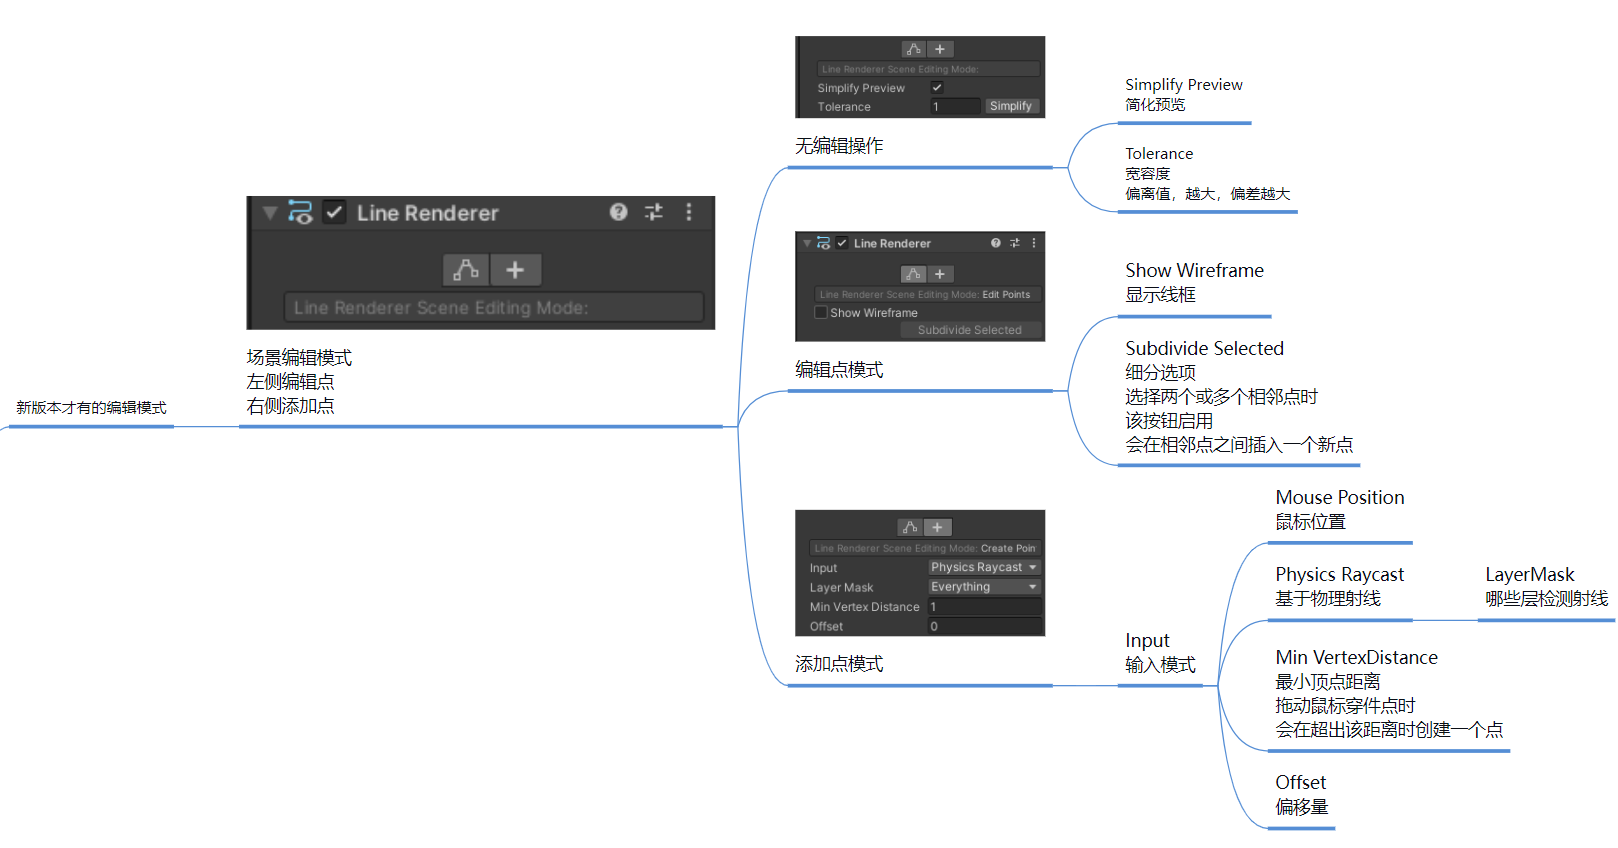 新版本才有的编辑模式
Line Renderer
Line Renderer Scene Editing Mode:
场景编辑模式
左侧编辑点
右侧添加点
Line Renderer Scene Editing Mode:
Simplify Preview
Tolerance 1 Simplify
无编辑操作
Simplify Preview
简化预览
Tolerance
宽容度
偏离值，越大，偏差越大
Line Renderer
Line Renderer Scene Editing Mode: Edit Points
Show Wireframe
Subdivide Selected
编辑点模式
Show Wireframe
显示线框
Subdivide Selected
细分选项
选择两个或多个相邻点时
该按钮启用
会在相邻点之间插入一个新点
Line Renderer Scene Editing Mode: Create Poin
Input Physics Raycast
Layer Mask Everything
Min Vertex Distance 1
Offset 0
添加点模式
Input
输入模式
Mouse Position
鼠标位置
Physics Raycast
基于物理射线
LayerMask
哪些层检测射线
Min VertexDistance
最小顶点距离
拖动鼠标穿件点时
会在超出该距离时创建一个点
Offset
偏移量